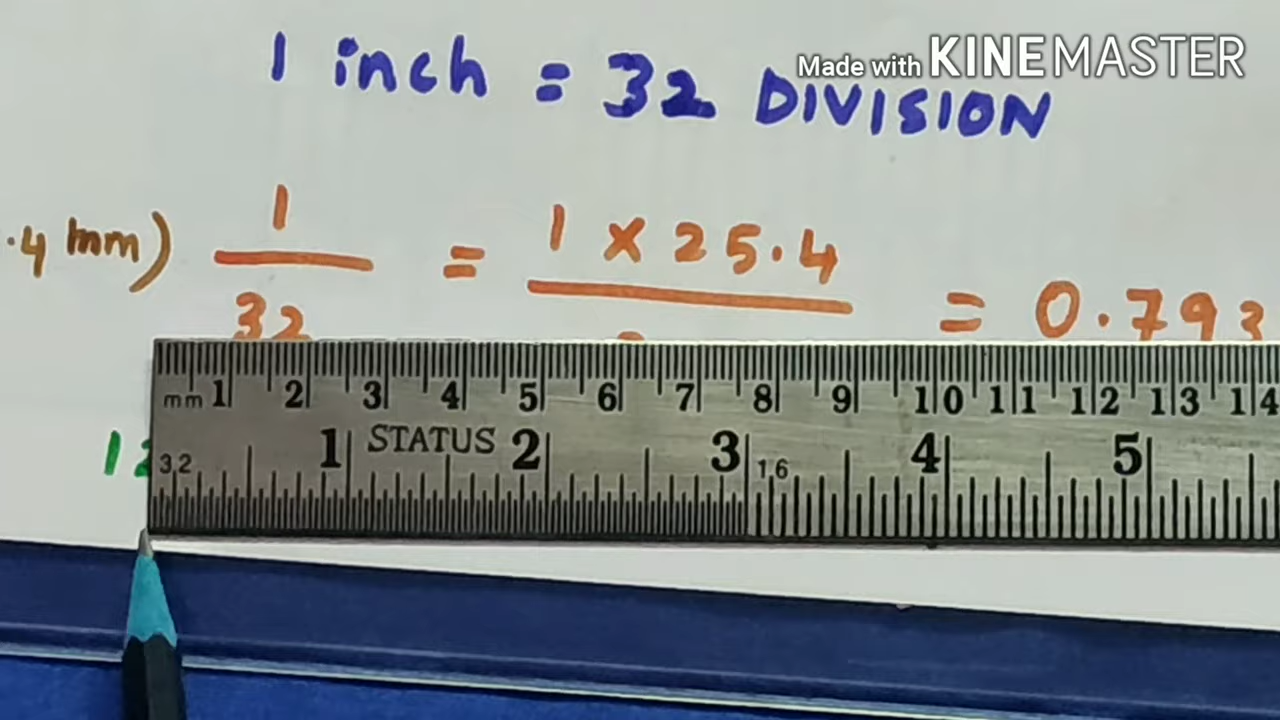 Made with KINEMASTER
1 inch = 32 DIVISION
.4 mm) 1/32 = 1 x 25.4 = 0.793
mm 1 2 3 4 5 6 7 8 9 10 11 12 13 14
1 STATUS 2 3 4 5
32 16